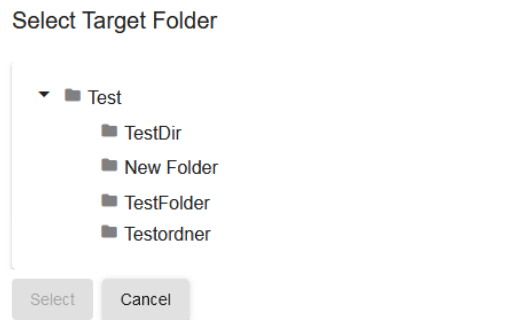 Select Target Folder
Test
TestDir
New Folder
TestFolder
Testordner
Select Cancel